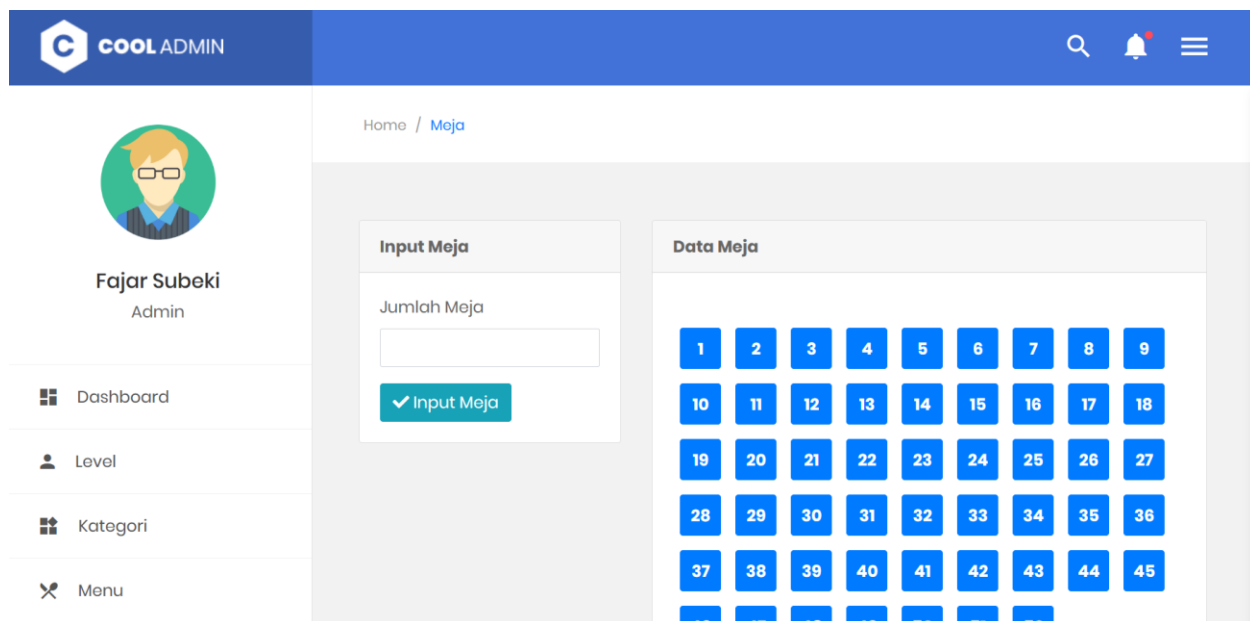 C COOL ADMIN
Home / Meja
Fajar Subeki
Admin
Dashboard
Level
Kategori
Menu
Input Meja
Jumlah Meja
Input Meja
Data Meja
1 2 3 4 5 6 7 8 9
10 11 12 13 14 15 16 17 18
19 20 21 22 23 24 25 26 27
28 29 30 31 32 33 34 35 36
37 38 39 40 41 42 43 44 45